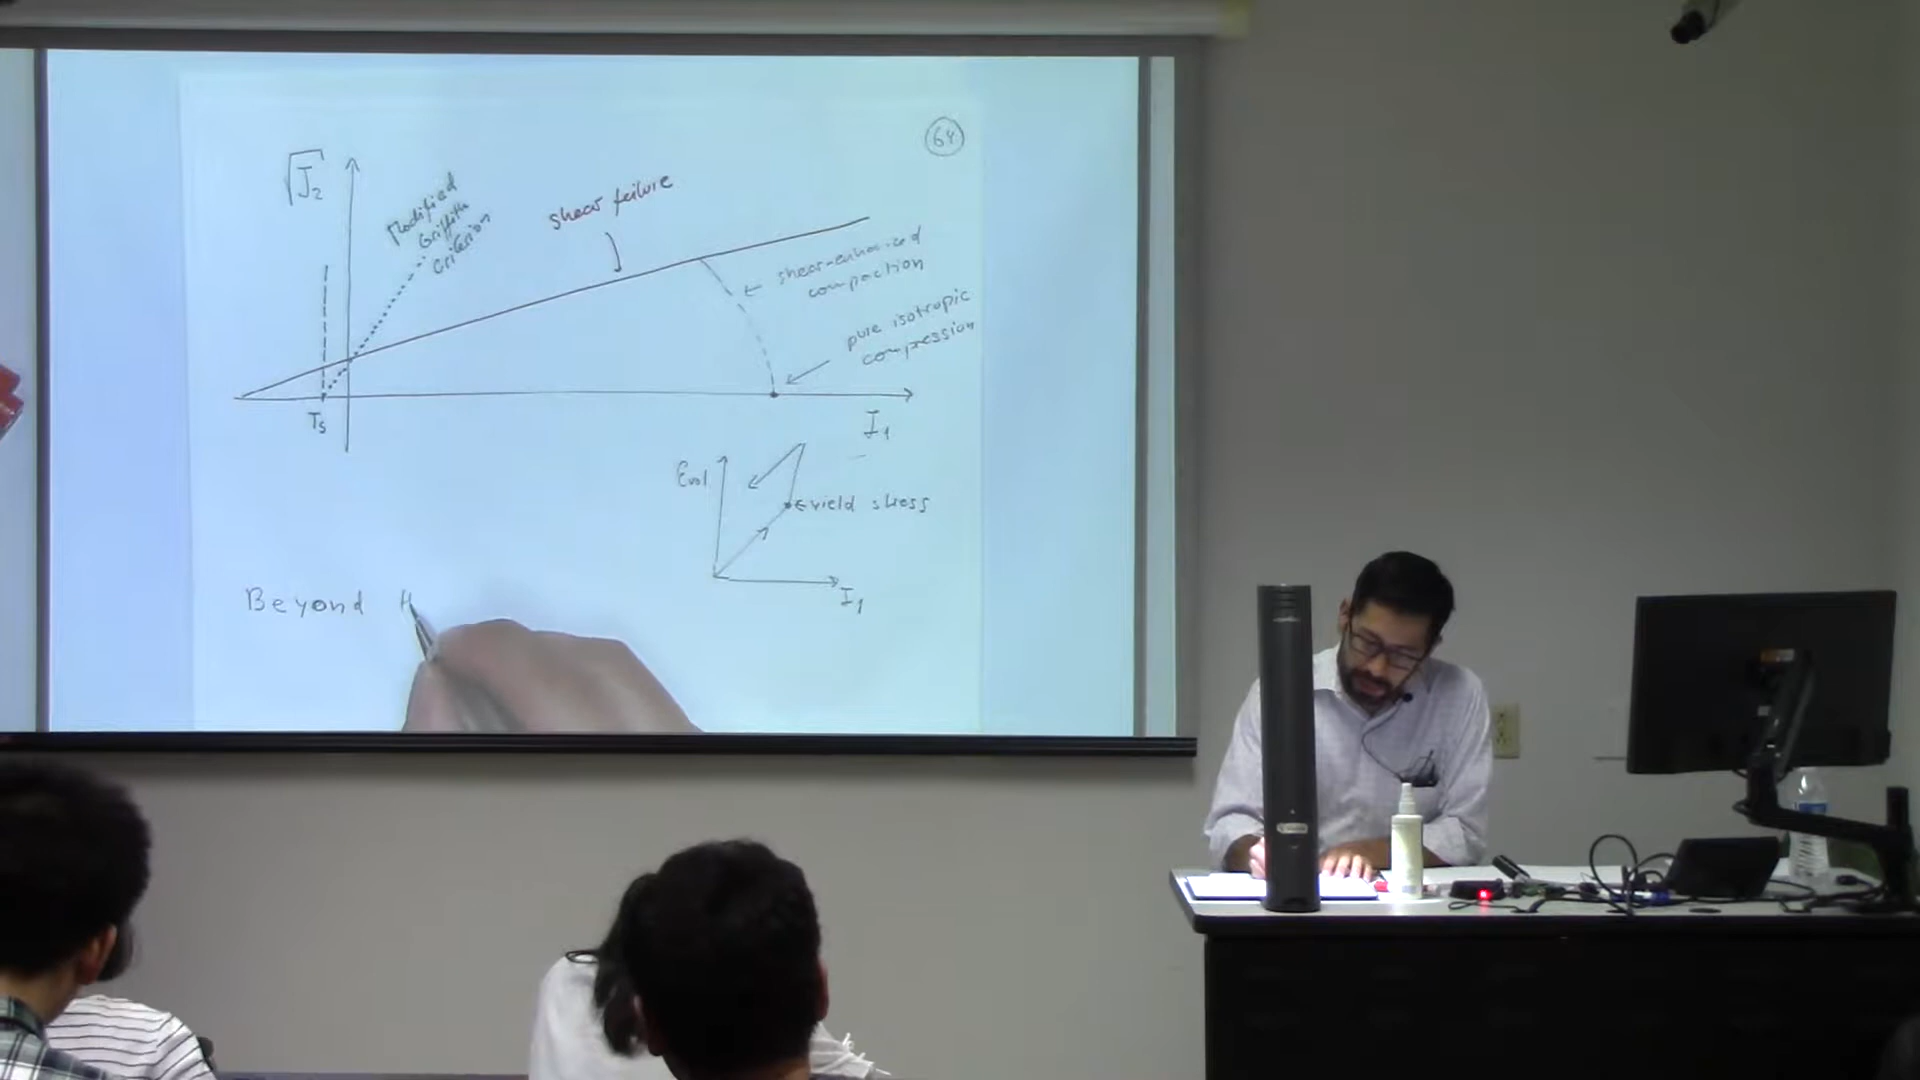 64
√J₂
Modified
Griffith
criterion
shear failure
shear-enhanced
compaction
pure isotropic
compression
Ts
I₁
Evol
yield stress
I₁
Beyond H